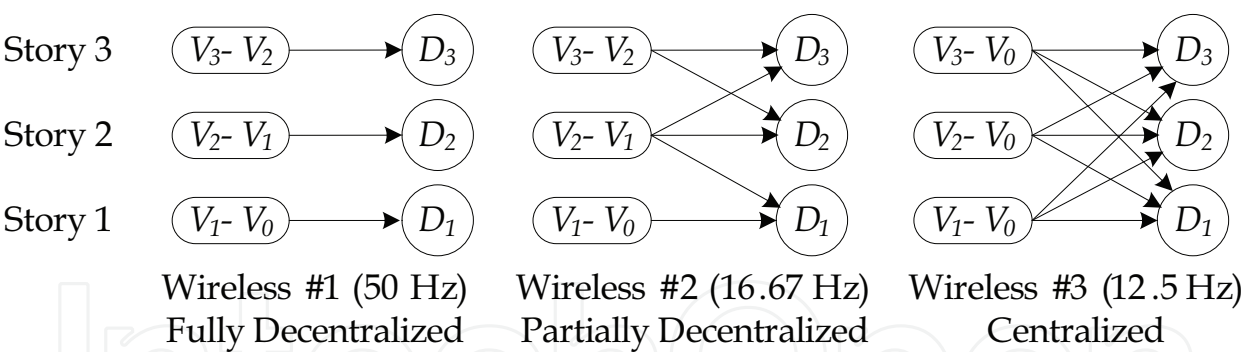 Story 3 V₃- V₂ D₃ V₃- V₂ D₃ V₃- V₀ D₃
Story 2 V₂- V₁ D₂ V₂- V₁ D₂ V₂- V₀ D₂
Story 1 V₁- V₀ D₁ V₁- V₀ D₁ V₁- V₀ D₁
Wireless #1 (50 Hz) Wireless #2 (16.67 Hz) Wireless #3 (12.5 Hz)
Fully Decentralized Partially Decentralized Centralized